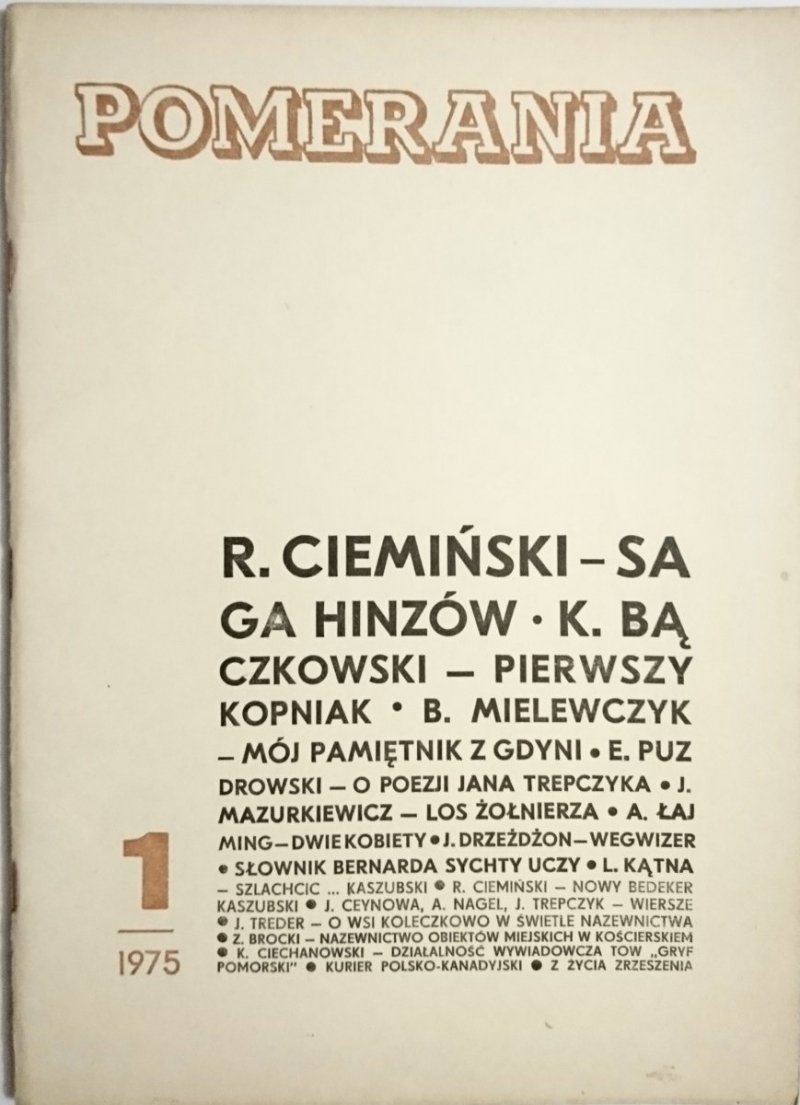 POMERANIA
R. CIEMIŃSKI – SA
GA HINZÓW • K. BĄ
CZKOWSKI – PIERWSZY
KOPNIAK • B. MIELEWCZYK
– MÓJ PAMIĘTNIK Z GDYNI • E. PUZ
DROWSKI – O POEZJI JANA TREPCZYKA • J.
MAZURKIEWICZ – LOS ŻOŁNIERZA • A. ŁAJ
MING – DWIE KOBIETY • J. DRZEŻDŻON – WEGWIZER
• SŁOWNIK BERNARDA SYCHTY UCZY • L. KĄTNA
– SZLACHCIC ... KASZUBSKI • R. CIEMIŃSKI – NOWY BEDEKER
KASZUBSKI • J. CEYNOWA, A. NAGEL, J. TREPCZYK – WIERSZE
• J. TREDER – O WSI KOLECZKOWO W ŚWIETLE NAZEWNICTWA
• Z. BROCKI – NAZEWNICTWO OBIEKTÓW MIEJSKICH W KOŚCIERSKIEM
• K. CIECHANOWSKI – DZIAŁALNOŚĆ WYWIADOWCZA TOW „GRYF
POMORSKI" • KURIER POLSKO-KANADYJSKI • Z ŻYCIA ZRZESZENIA
1
1975